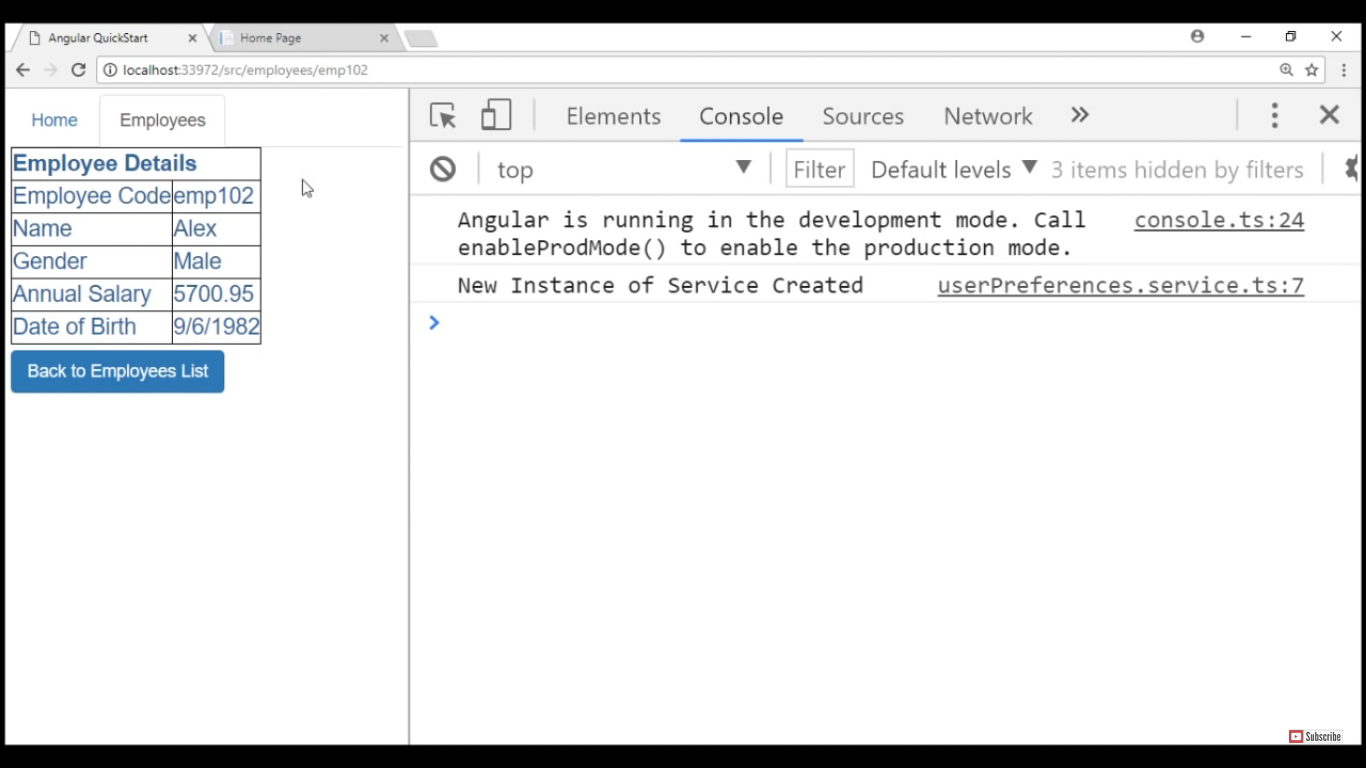 Angular QuickStart
Home Page
localhost:33972/src/employees/emp102
Home
Employees
Employee Details
Employee Code emp102
Name Alex
Gender Male
Annual Salary 5700.95
Date of Birth 9/6/1982
Back to Employees List
Elements Console Sources Network
top Filter Default levels 3 items hidden by filters
Angular is running in the development mode. Call console.ts:24
enableProdMode() to enable the production mode.
New Instance of Service Created userPreferences.service.ts:7
Subscribe